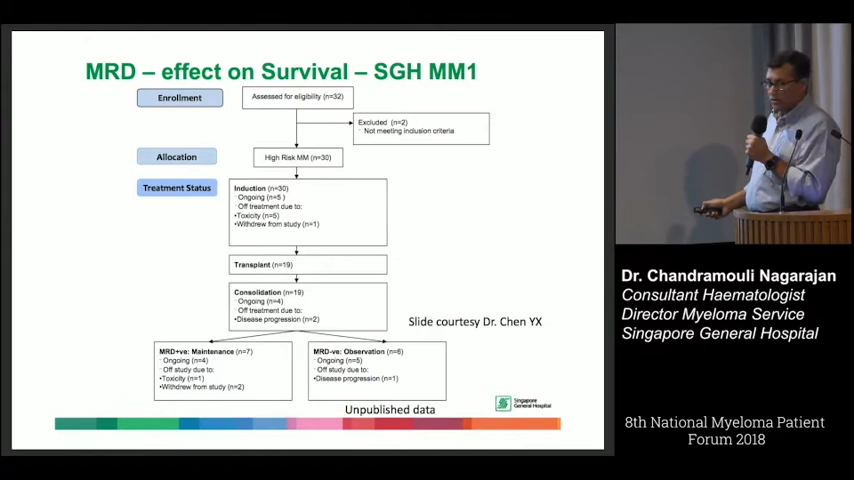 MRD – effect on Survival – SGH MM1
Enrollment
Assessed for eligibility (n=32)
Excluded (n=2)
Not meeting inclusion criteria
Allocation
High Risk MM (n=30)
Treatment Status
Induction (n=30)
Ongoing (n=5 )
Off treatment due to:
•Toxicity (n=5)
•Withdrew from study (n=1)
Transplant (n=19)
Consolidation (n=19)
Ongoing (n=4)
Off treatment due to:
•Disease progression (n=2)
Slide courtesy Dr. Chen YX
MRD+ve: Maintenance (n=7)
Ongoing (n=4)
Off study due to:
•Toxicity (n=1)
•Withdrew from study (n=2)
MRD-ve: Observation (n=6)
Ongoing (n=5)
Off study due to:
•Disease progression (n=1)
Unpublished data
Singapore
General Hospital
Dr. Chandramouli Nagarajan
Consultant Haematologist
Director Myeloma Service
Singapore General Hospital
8th National Myeloma Patient
Forum 2018